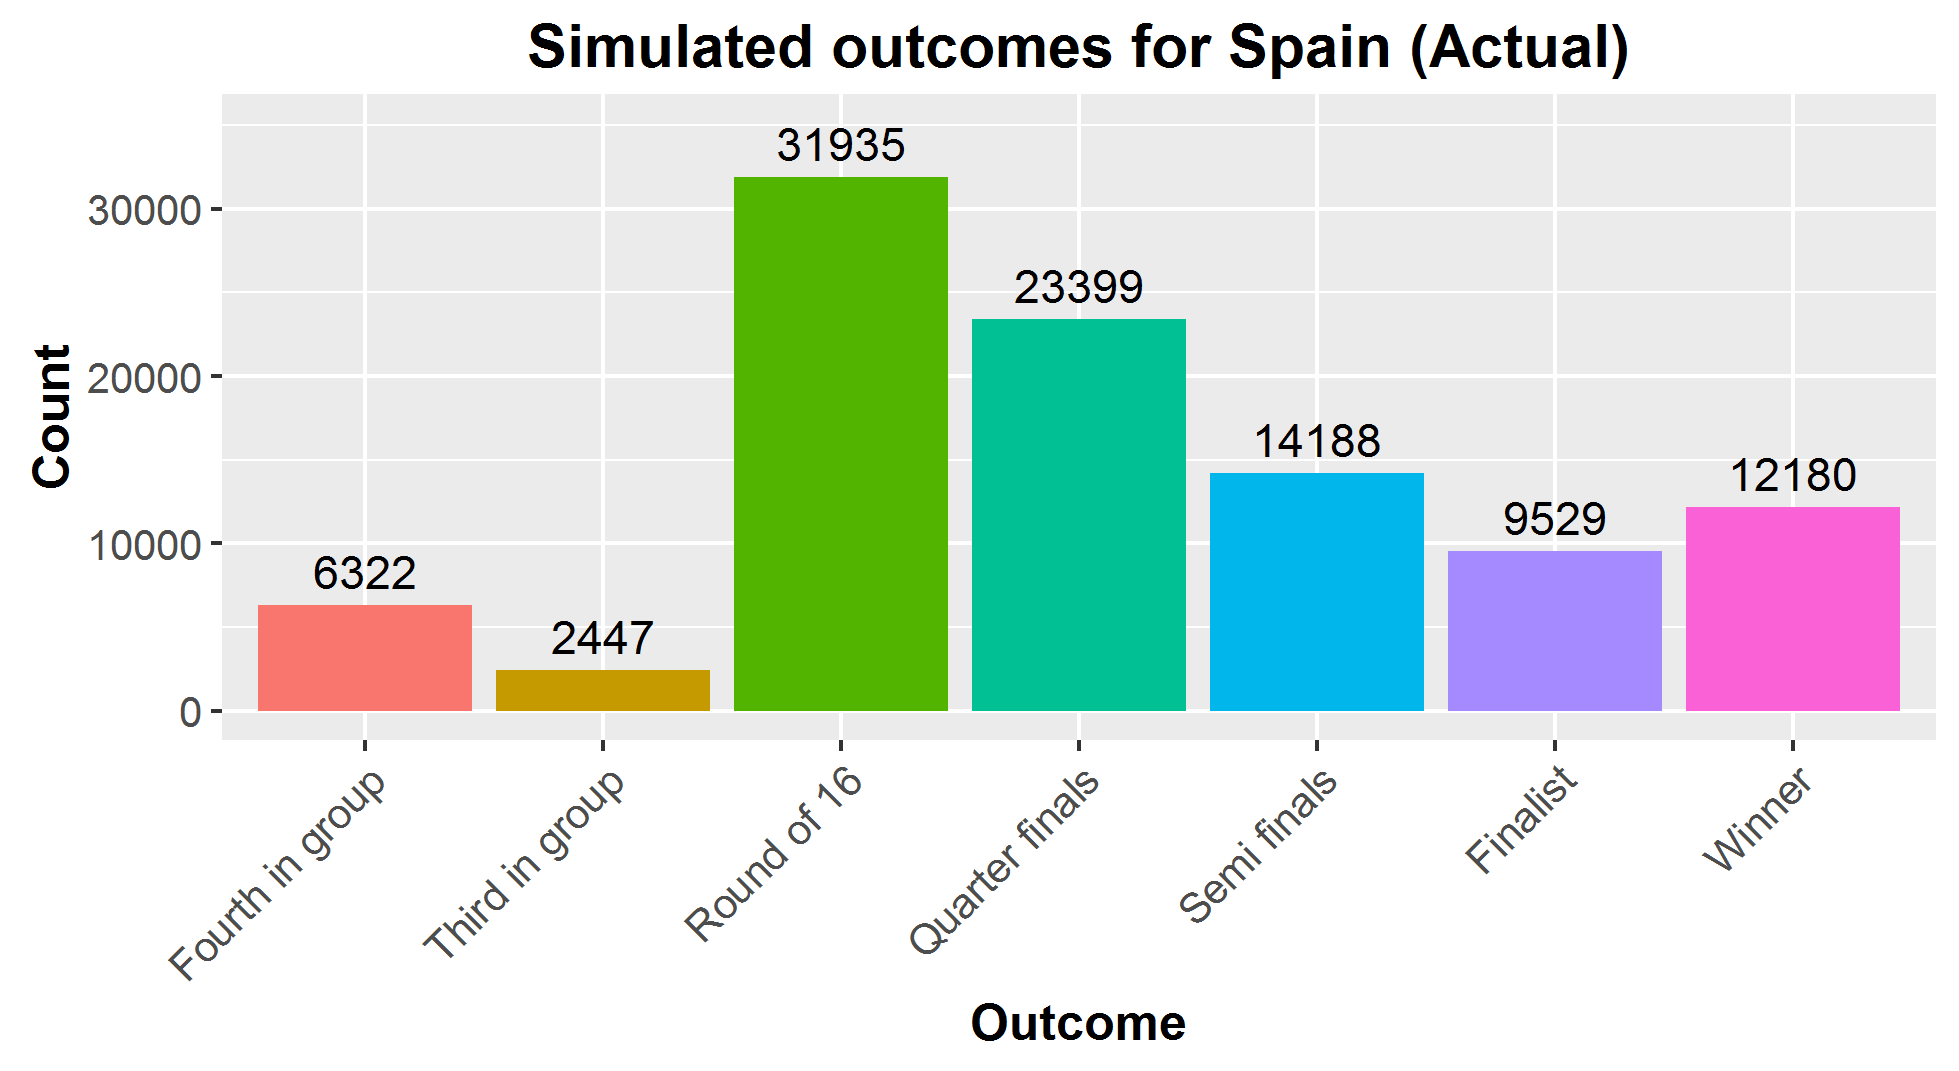 Simulated outcomes for Spain (Actual)
Count
30000
20000
10000
0
6322
2447
31935
23399
14188
9529
12180
Fourth in group
Third in group
Round of 16
Quarter finals
Semi finals
Finalist
Winner
Outcome